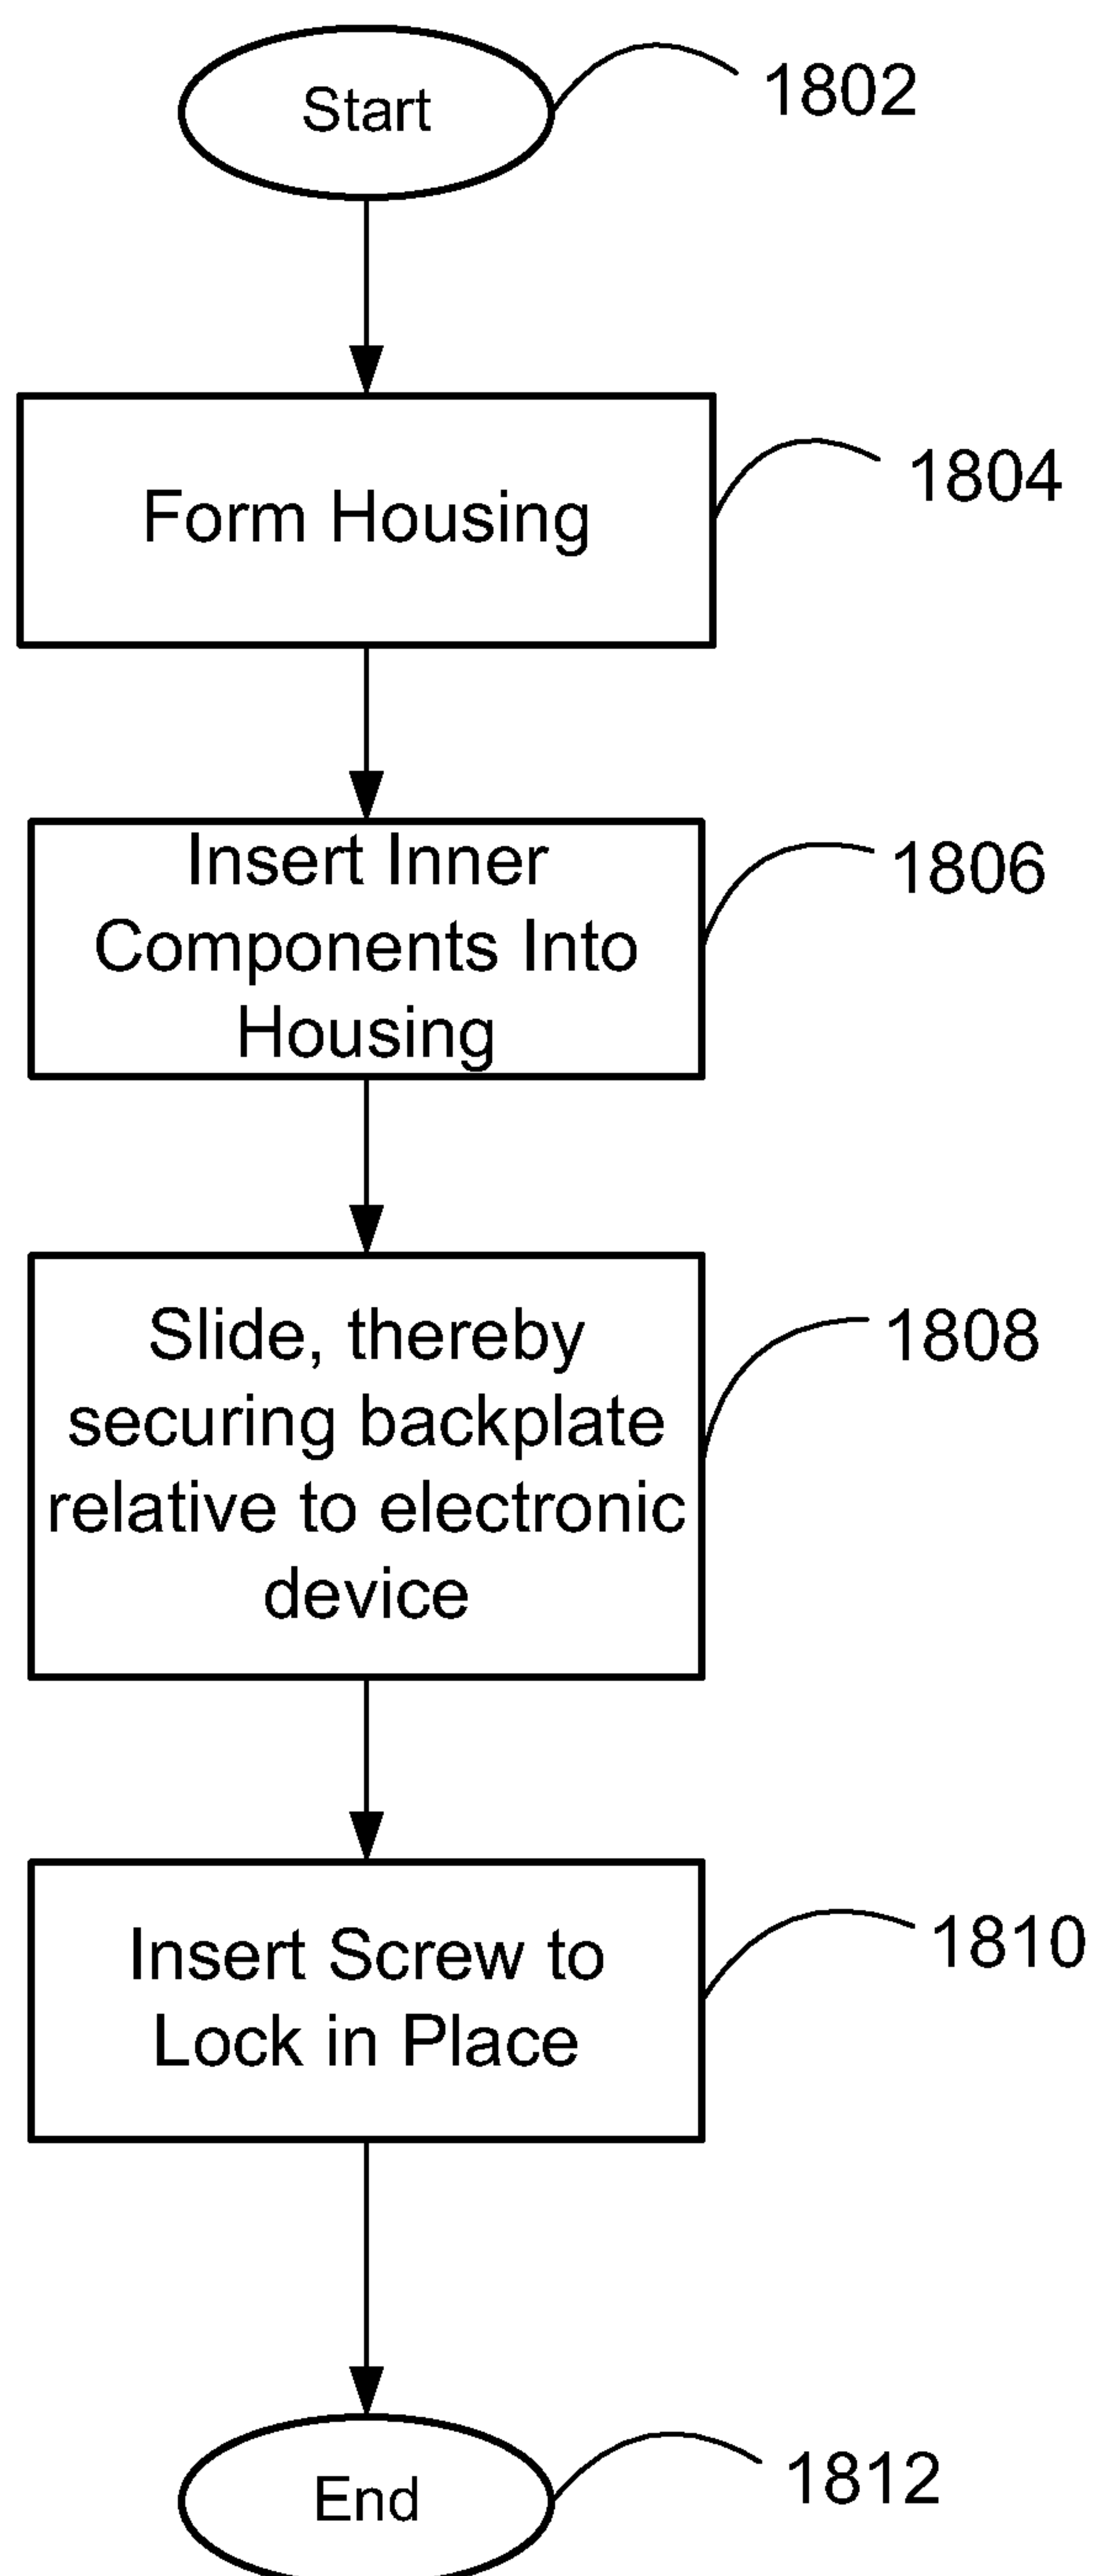 Start
1802
Form Housing
1804
Insert Inner
Components Into
Housing
1806
Slide, thereby
securing backplate
relative to electronic
device
1808
Insert Screw to
Lock in Place
1810
End
1812